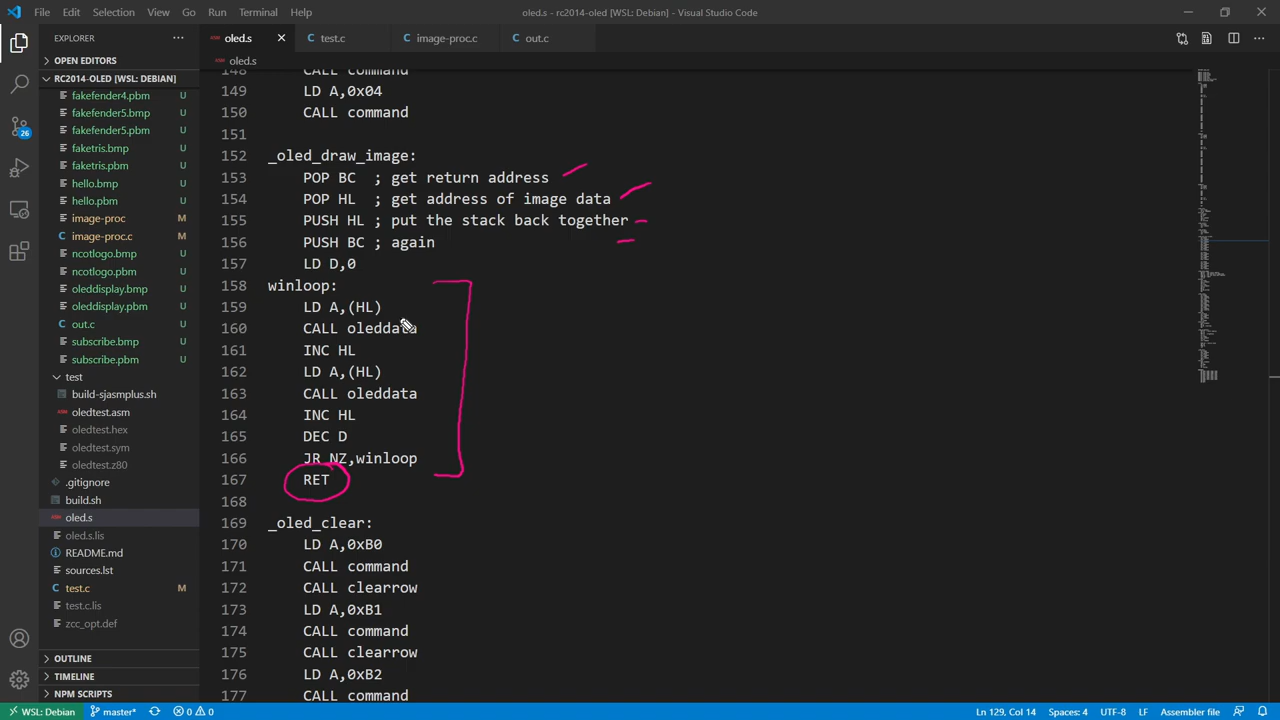 File Edit Selection View Go Run Terminal Help
oled.s - rc2014-oled [WSL: Debian] - Visual Studio Code
EXPLORER
OPEN EDITORS
RC2014-OLED [WSL: DEBIAN]
fakefender4.pbm U
fakefender5.bmp U
fakefender5.pbm U
faketris.bmp U
faketris.pbm U
hello.bmp U
hello.pbm U
image-proc M
image-proc.c M
ncotlogo.bmp U
ncotlogo.pbm U
oleddisplay.bmp U
oleddisplay.pbm U
out.c U
subscribe.bmp U
subscribe.pbm U
test
build-sjasmplus.sh
oledtest.asm
oledtest.hex
oledtest.sym
oledtest.z80
.gitignore
build.sh
oled.s
oled.s.lis
README.md
sources.lst
test.c M
test.c.lis
zcc_opt.def
OUTLINE
TIMELINE
NPM SCRIPTS
26
oled.s test.c image-proc.c out.c
oled.s
148 CALL command
149 LD A,0x04
150 CALL command
151
152 _oled_draw_image:
153 POP BC ; get return address
154 POP HL ; get address of image data
155 PUSH HL ; put the stack back together
156 PUSH BC ; again
157 LD D,0
158 winloop:
159 LD A,(HL)
160 CALL oleddata
161 INC HL
162 LD A,(HL)
163 CALL oleddata
164 INC HL
165 DEC D
166 JR NZ,winloop
167 RET
168
169 _oled_clear:
170 LD A,0xB0
171 CALL command
172 CALL clearrow
173 LD A,0xB1
174 CALL command
175 CALL clearrow
176 LD A,0xB2
177 CALL command
WSL: Debian master* 0 0 Ln 129, Col 14 Spaces: 4 UTF-8 LF Assembler file